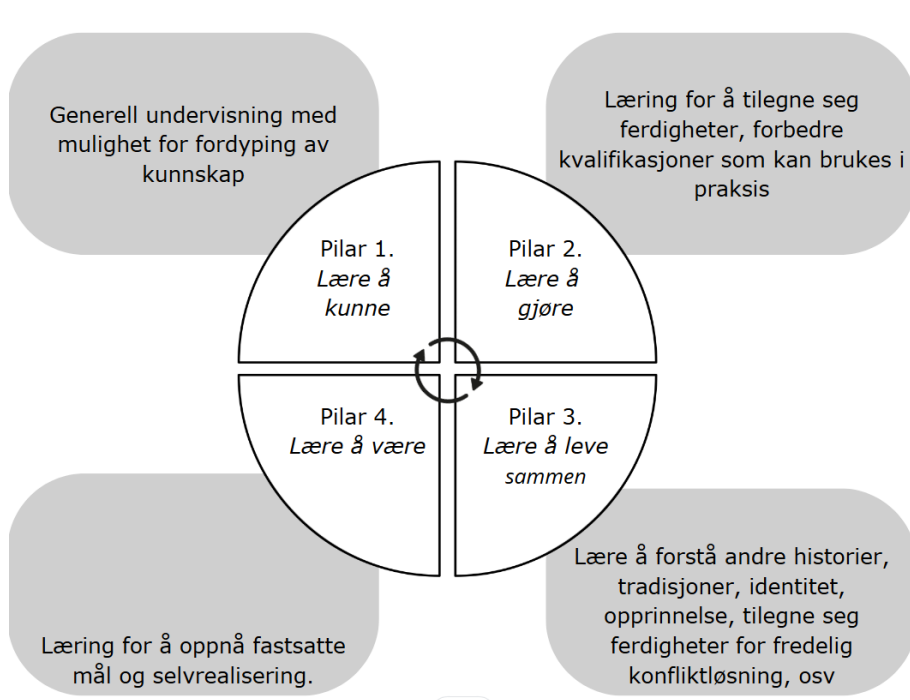 Generell undervisning med
mulighet for fordyping av
kunnskap
Læring for å tilegne seg
ferdigheter, forbedre
kvalifikasjoner som kan brukes i
praksis
Pilar 1.
Lære å
kunne
Pilar 2.
Lære å
gjøre
Pilar 4.
Lære å være
Pilar 3.
Lære å leve
sammen
Læring for å oppnå fastsatte
mål og selvrealisering.
Lære å forstå andre historier,
tradisjoner, identitet,
opprinnelse, tilegne seg
ferdigheter for fredelig
konfliktløsning, osv